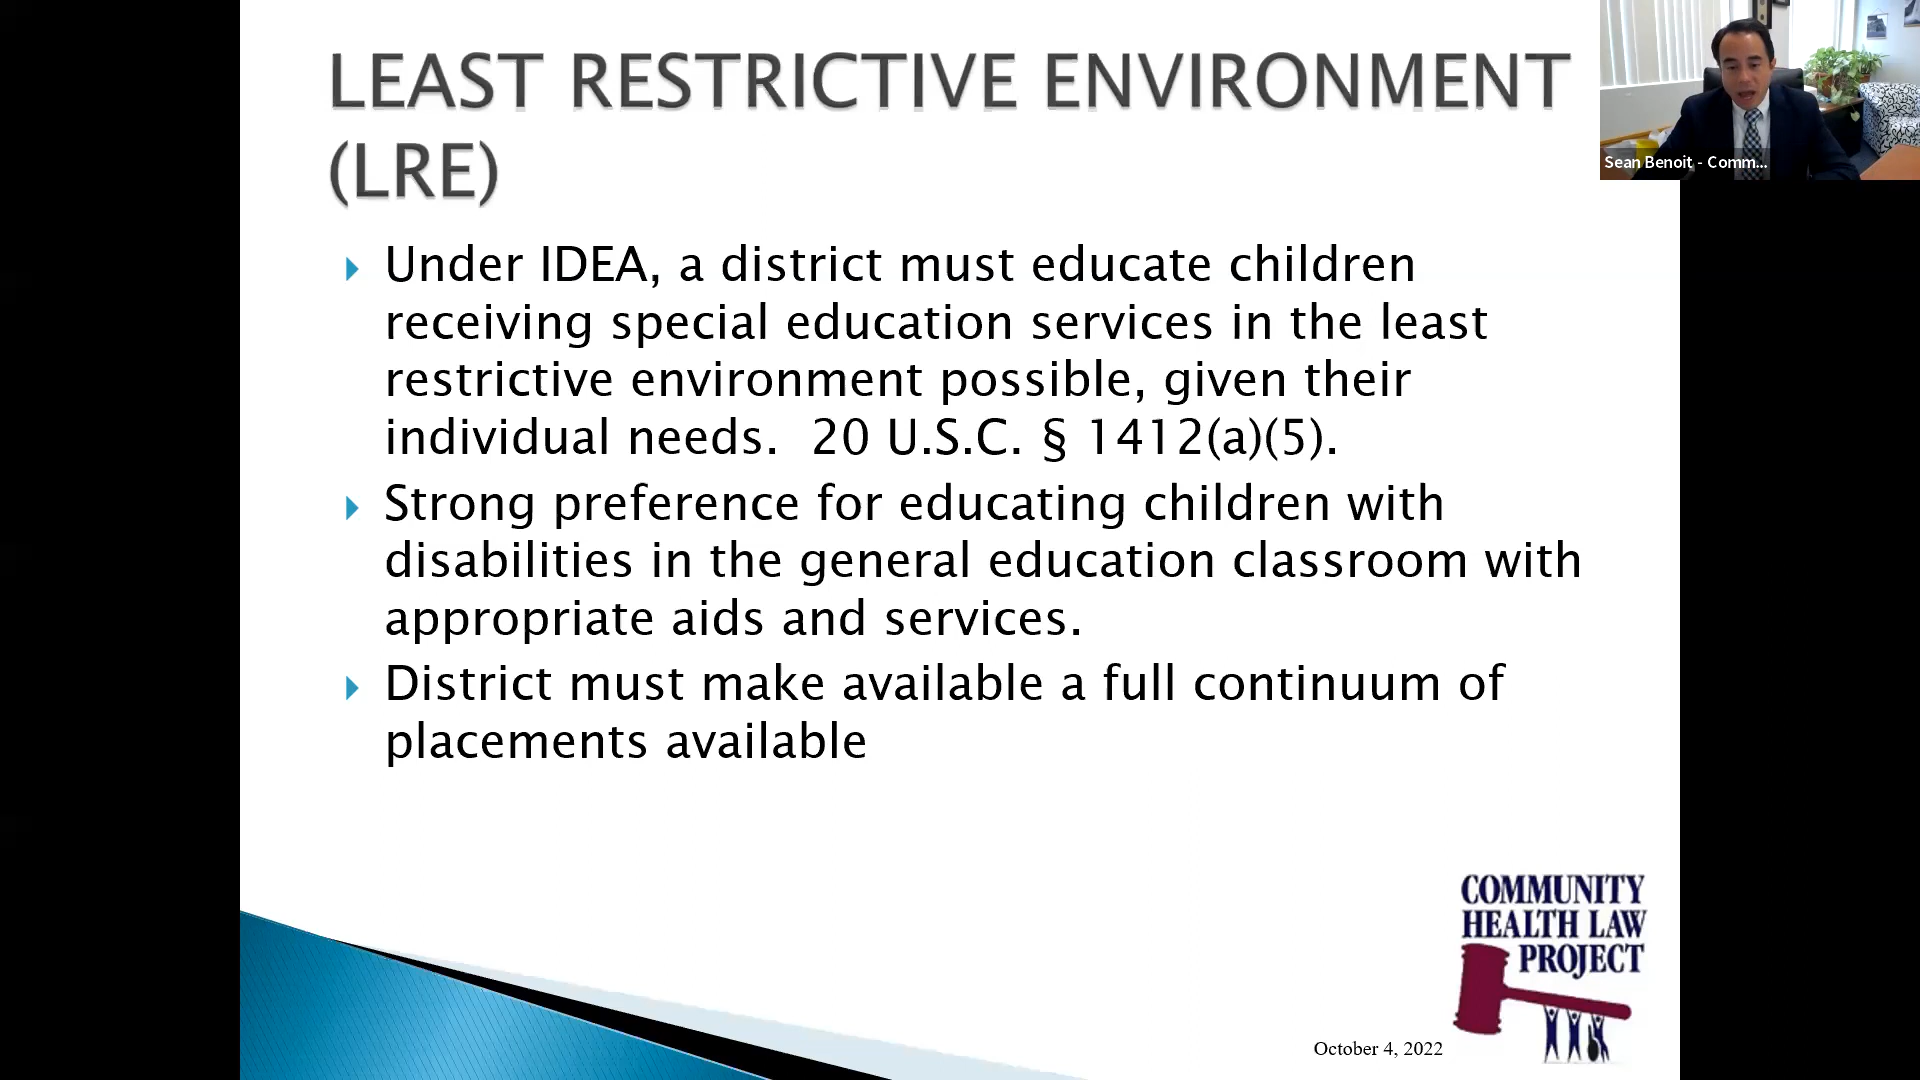 LEAST RESTRICTIVE ENVIRONMENT
(LRE)
Under IDEA, a district must educate children
receiving special education services in the least
restrictive environment possible, given their
individual needs.  20 U.S.C. § 1412(a)(5).
Strong preference for educating children with
disabilities in the general education classroom with
appropriate aids and services.
District must make available a full continuum of
placements available
Sean Benoit - Comm...
COMMUNITY
HEALTH LAW
PROJECT
October 4, 2022